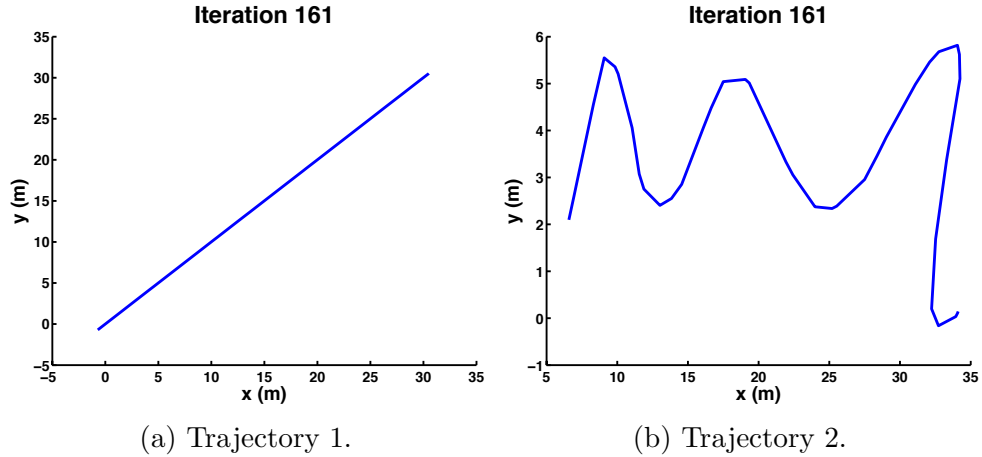 Iteration 161
35
30
25
20
15
10
5
0
−5
y (m)
−5 0 5 10 15 20 25 30 35
x (m)
(a) Trajectory 1.
Iteration 161
6
5
4
3
2
1
0
−1
y (m)
5 10 15 20 25 30 35
x (m)
(b) Trajectory 2.